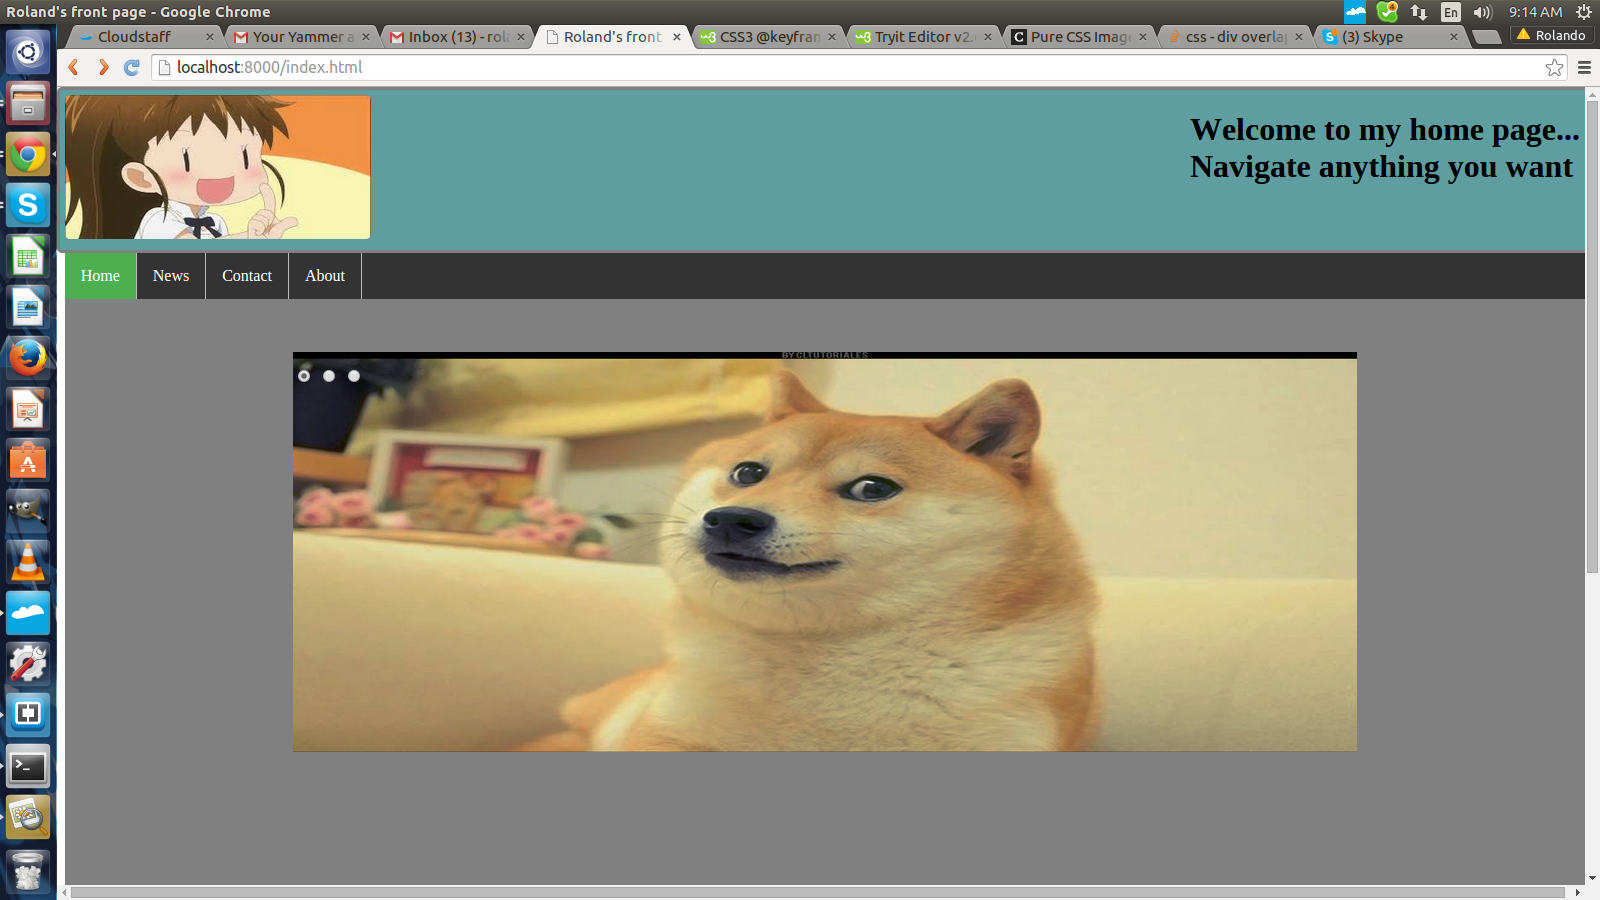 Roland's front page - Google Chrome
En
9:14 AM
Cloudstaff
Your Yammer a
Inbox (13) - rol
Roland's front
CSS3 @keyfran
Tryit Editor v2.
Pure CSS Imag
css - div overla
(3) Skype
Rolando
localhost:8000/index.html
Welcome to my home page...
Navigate anything you want
Home
News
Contact
About
BY CLTUTORIALES